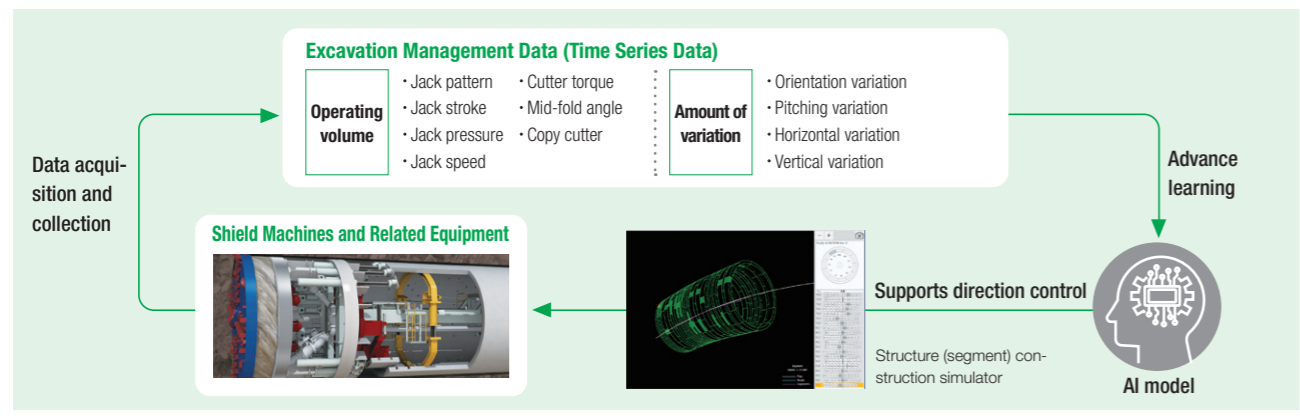 Excavation Management Data (Time Series Data)
Operating
volume
・Jack pattern
・Jack stroke
・Jack pressure
・Jack speed
・Cutter torque
・Mid-fold angle
・Copy cutter
Amount of
variation
・Orientation variation
・Pitching variation
・Horizontal variation
・Vertical variation
Data acqui-
sition and
collection
Advance
learning
Shield Machines and Related Equipment
Supports direction control
Structure (segment) con-
struction simulator
AI model